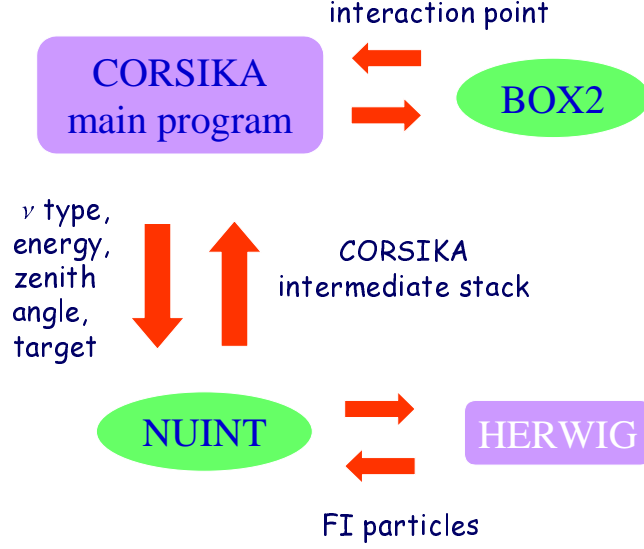 interaction point
CORSIKA
main program
BOX2
ν type,
energy,
zenith
angle,
target
CORSIKA
intermediate stack
NUINT
HERWIG
FI particles